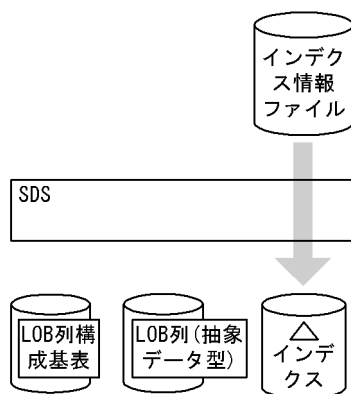 インデク
ス情報
ファイル
SDS
LOB列構
成基表
LOB列(抽象
データ型)
△
インデ
クス